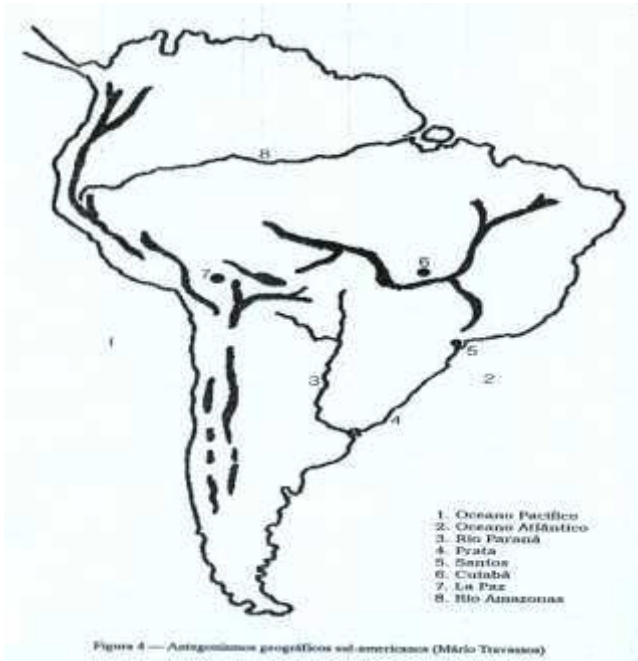 8
7
6
1
5
3
2
4
1. Oceano Pacífico
2. Oceano Atlântico
3. Rio Paraná
4. Prata
5. Santos
6. Cuiabá
7. La Paz
8. Rio Amazonas
Figura 4 — Antagonismos geográficos sul-americanos (Mário Travassos)